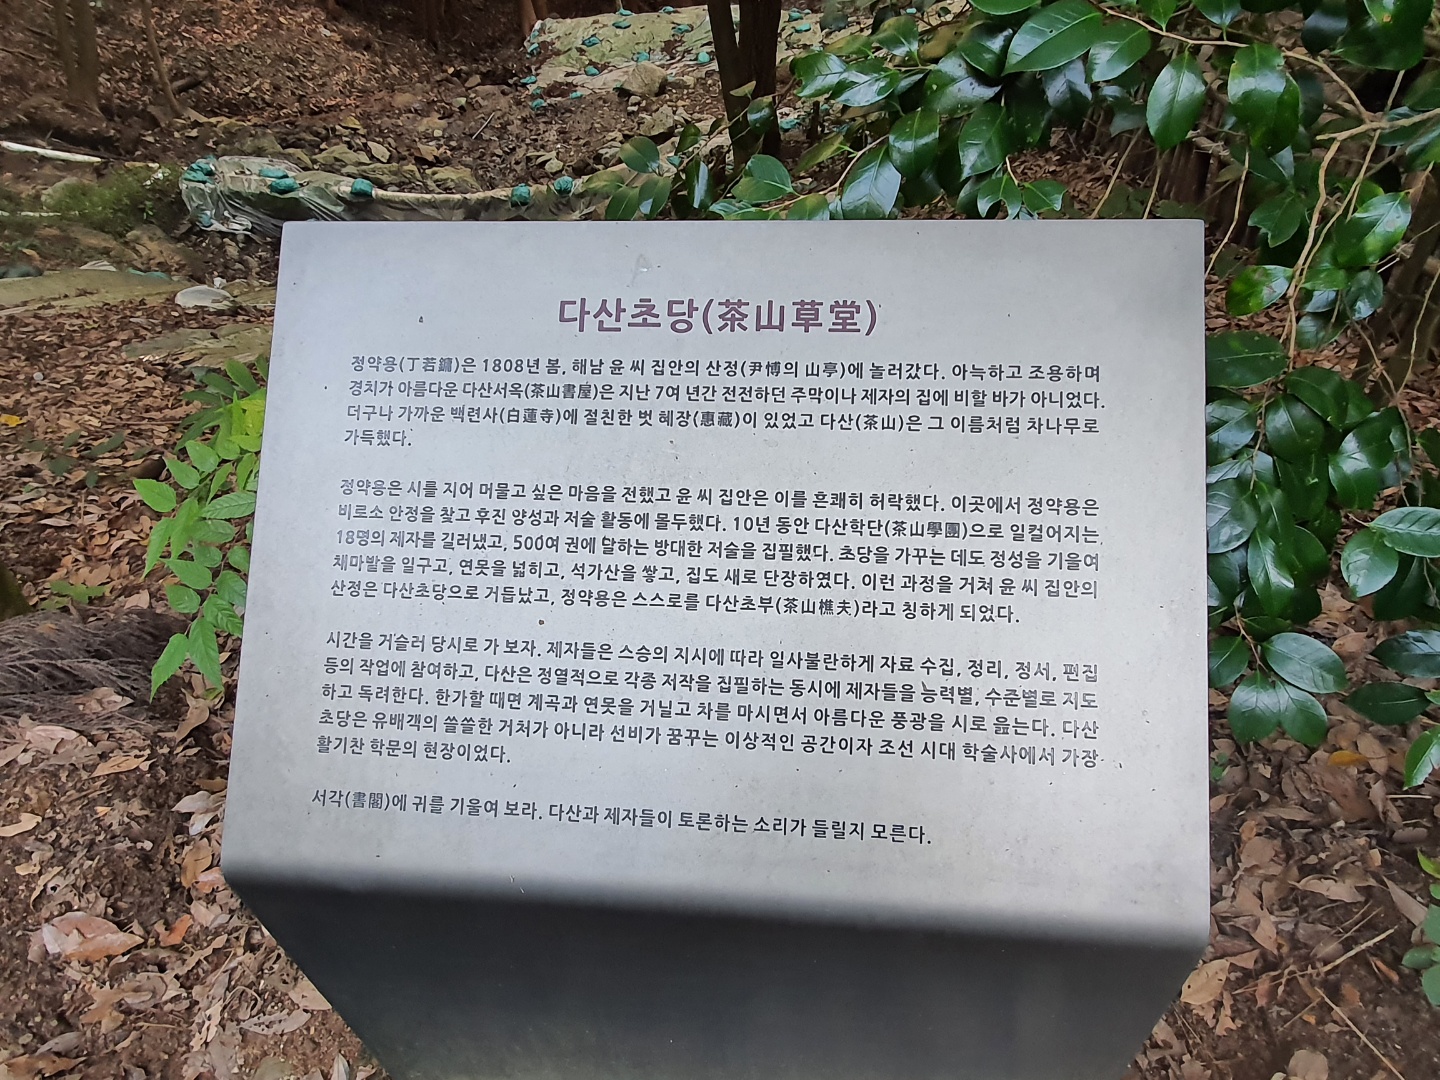 다산초당(茶山草堂)
정약용(丁若鏞)은 1808년 봄, 해남 윤 씨 집안의 산정(尹博의 山亭)에 놀러갔다. 아늑하고 조용하며
경치가 아름다운 다산서옥(茶山書屋)은 지난 7여 년간 전전하던 주막이나 제자의 집에 비할 바가 아니었다.
더구나 가까운 백련사(白蓮寺)에 절친한 벗 혜장(惠藏)이 있었고 다산(茶山)은 그 이름처럼 차나무로
가득했다.
정약용은 시를 지어 머물고 싶은 마음을 전했고 윤 씨 집안은 이를 흔쾌히 허락했다. 이곳에서 정약용은
비로소 안정을 찾고 후진 양성과 저술 활동에 몰두했다. 10년 동안 다산학단(茶山學團)으로 일컬어지는,
18명의 제자를 길러냈고, 500여 권에 달하는 방대한 저술을 집필했다. 초당을 가꾸는 데도 정성을 기울여
채마밭을 일구고, 연못을 넓히고, 석가산을 쌓고, 집도 새로 단장하였다. 이런 과정을 거쳐 윤 씨 집안의
산정은 다산초당으로 거듭났고, 정약용은 스스로를 다산초부(茶山樵夫)라고 칭하게 되었다.
시간을 거슬러 당시로 가 보자. 제자들은 스승의 지시에 따라 일사불란하게 자료 수집, 정리, 정서, 편집
등의 작업에 참여하고, 다산은 정열적으로 각종 저작을 집필하는 동시에 제자들을 능력별, 수준별로 지도
하고 독려한다. 한가할 때면 계곡과 연못을 거닐고 차를 마시면서 아름다운 풍광을 시로 읊는다. 다산
초당은 유배객의 쓸쓸한 거처가 아니라 선비가 꿈꾸는 이상적인 공간이자 조선 시대 학술사에서 가장
활기찬 학문의 현장이었다.
서각(書閣)에 귀를 기울여 보라. 다산과 제자들이 토론하는 소리가 들릴지 모른다.